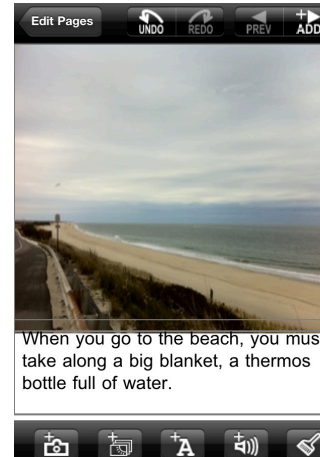 Edit Pages
UNDO REDO PREV ADD
When you go to the beach, you mus
take along a big blanket, a thermos
bottle full of water.
A